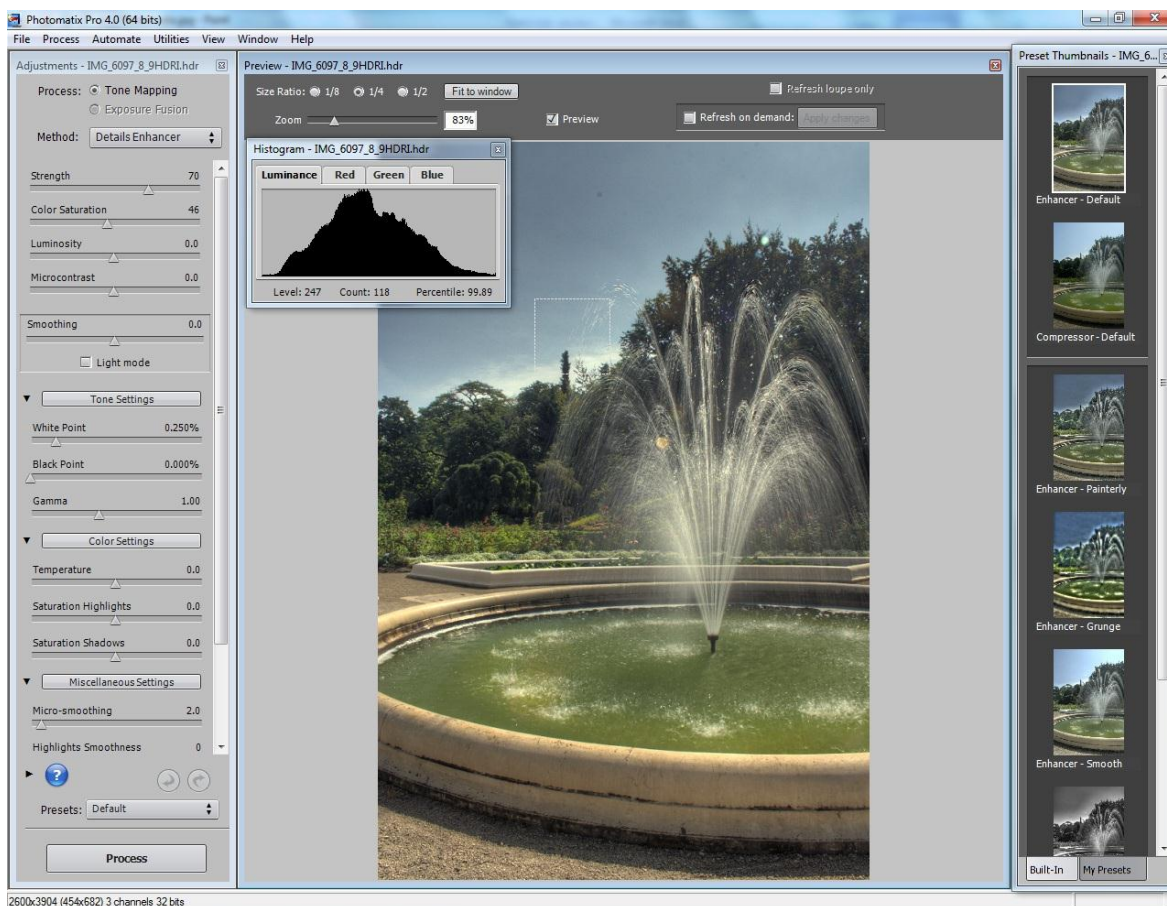 Photomatix Pro 4.0 (64 bits)
File Process Automate Utilities View Window Help
Adjustments - IMG_6097_8_9HDRI.hdr
Process: Tone Mapping
Exposure Fusion
Method: Details Enhancer
Strength 70
Color Saturation 46
Luminosity 0.0
Microcontrast 0.0
Smoothing 0.0
Light mode
Tone Settings
White Point 0.250%
Black Point 0.000%
Gamma 1.00
Color Settings
Temperature 0.0
Saturation Highlights 0.0
Saturation Shadows 0.0
Miscellaneous Settings
Micro-smoothing 2.0
Highlights Smoothness 0
?
Presets: Default
Process
Preview - IMG_6097_8_9HDRI.hdr
Size Ratio: 1/8 1/4 1/2 Fit to window
Refresh loupe only
Zoom 83% Preview
Refresh on demand: Apply changes
Histogram - IMG_6097_8_9HDRI.hdr
Luminance Red Green Blue
Level: 247 Count: 118 Percentile: 99.89
Preset Thumbnails - IMG_6...
Enhancer - Default
Compressor - Default
Enhancer - Painterly
Enhancer - Grunge
Enhancer - Smooth
Built-In My Presets
2600x3904 (454x682) 3 channels 32 bits